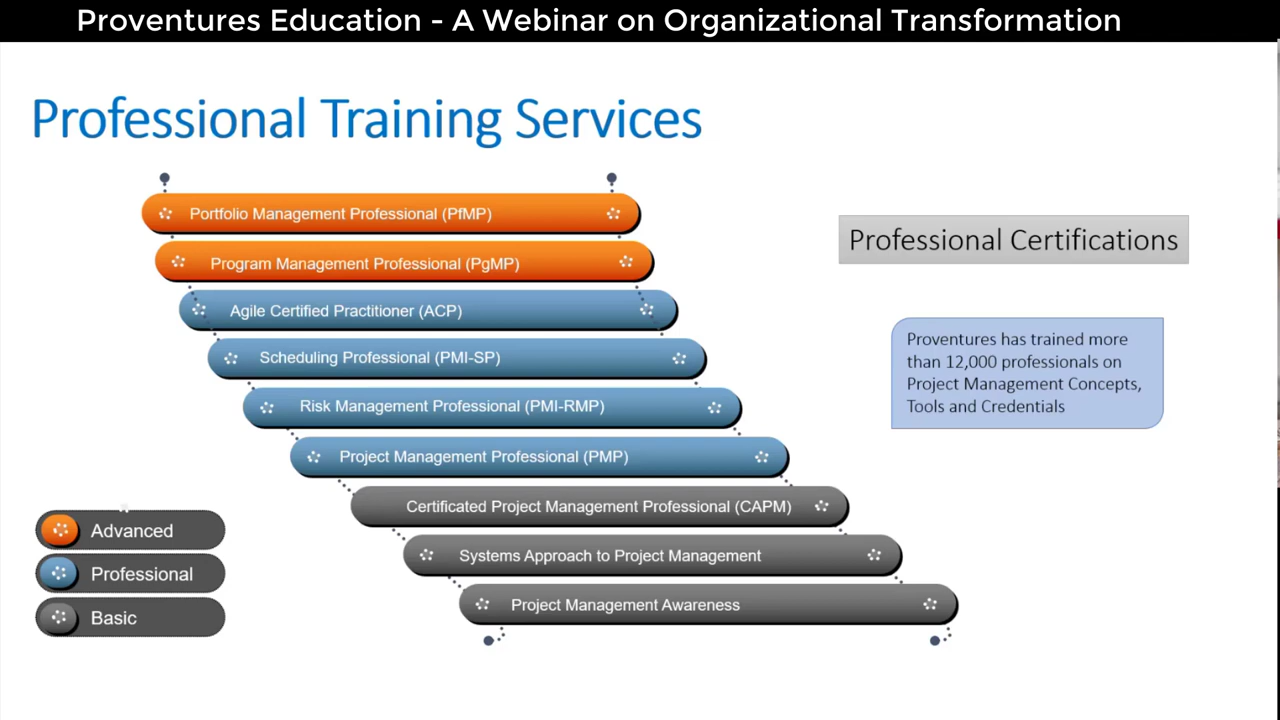 Proventures Education - A Webinar on Organizational Transformation
Professional Training Services
Portfolio Management Professional (PfMP)
Program Management Professional (PgMP)
Agile Certified Practitioner (ACP)
Scheduling Professional (PMI-SP)
Risk Management Professional (PMI-RMP)
Project Management Professional (PMP)
Certificated Project Management Professional (CAPM)
Systems Approach to Project Management
Project Management Awareness
Advanced
Professional
Basic
Professional Certifications
Proventures has trained more
than 12,000 professionals on
Project Management Concepts,
Tools and Credentials